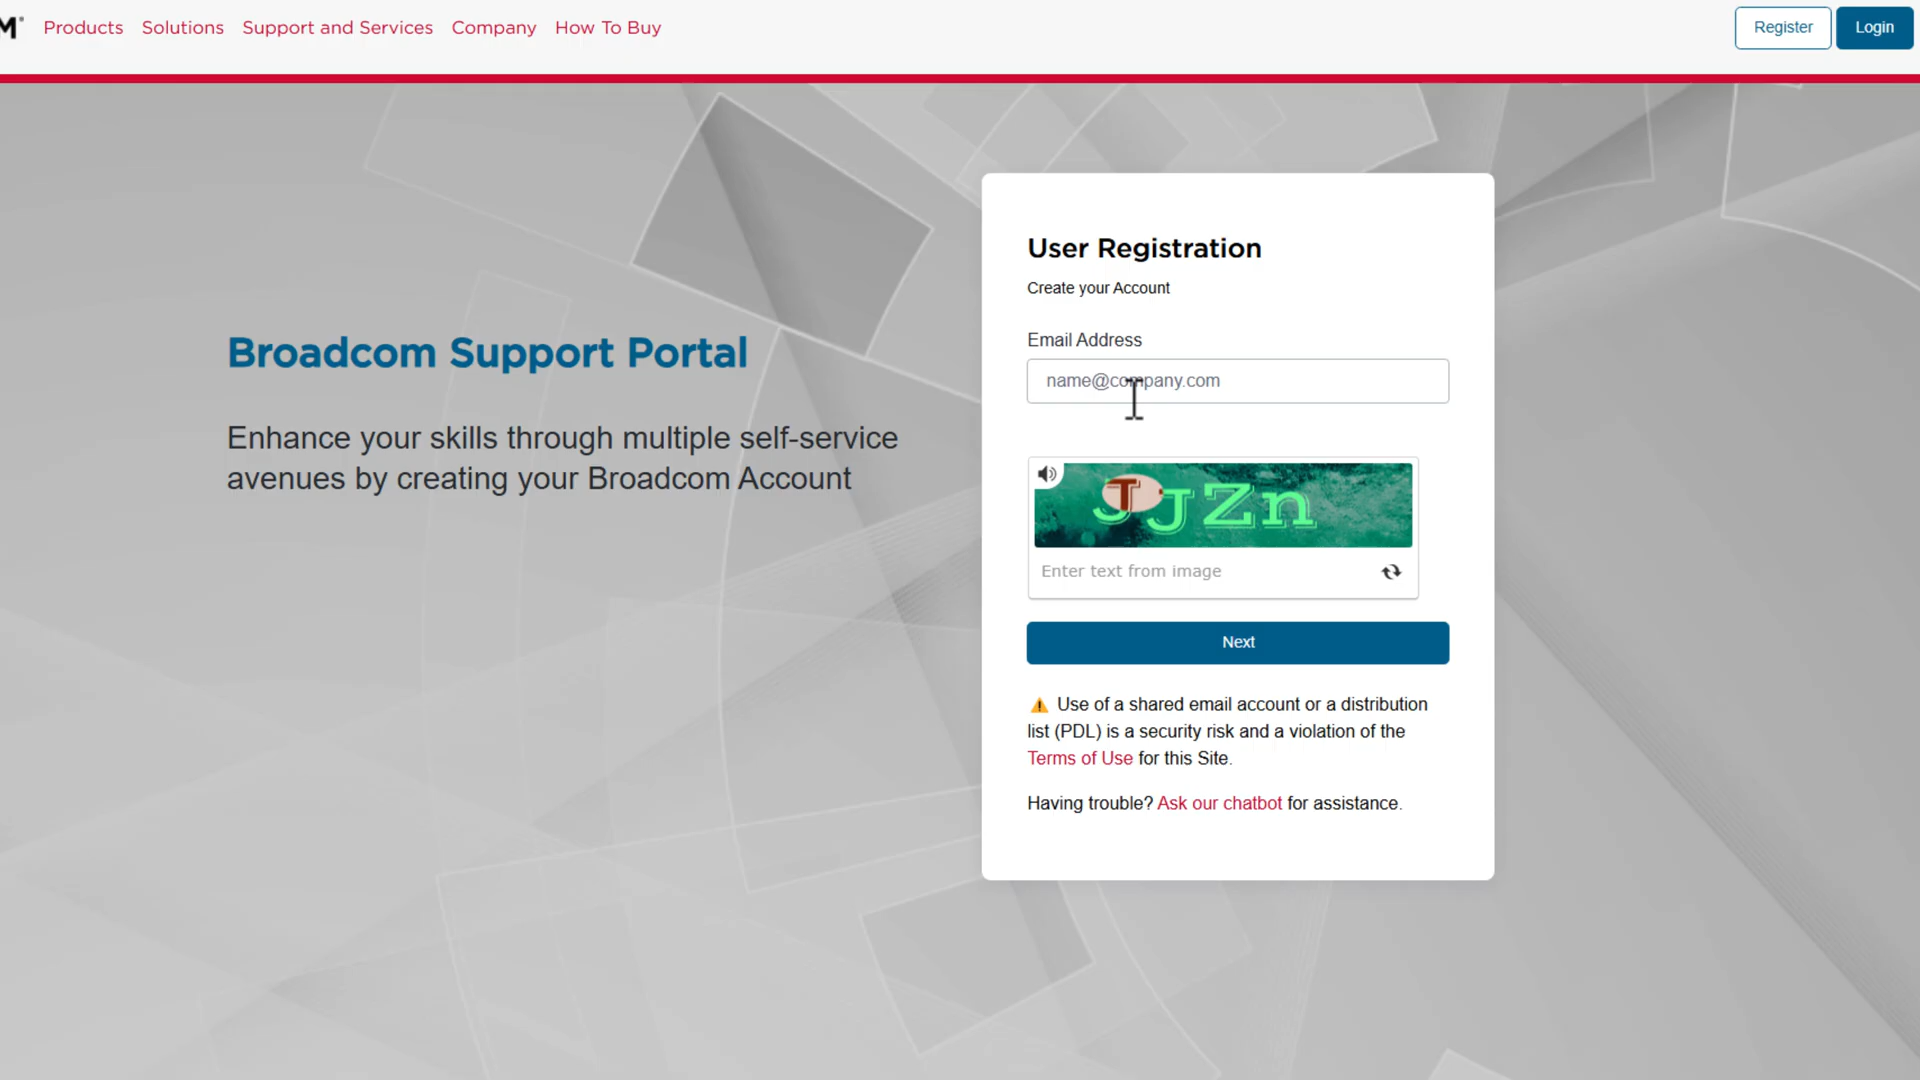 M
Products Solutions Support and Services Company How To Buy
Register Login
User Registration
Create your Account
Email Address
name@company.com
Broadcom Support Portal
Enhance your skills through multiple self-service
avenues by creating your Broadcom Account
JJZn
Enter text from image
Next
⚠ Use of a shared email account or a distribution
list (PDL) is a security risk and a violation of the
Terms of Use for this Site.
Having trouble? Ask our chatbot for assistance.